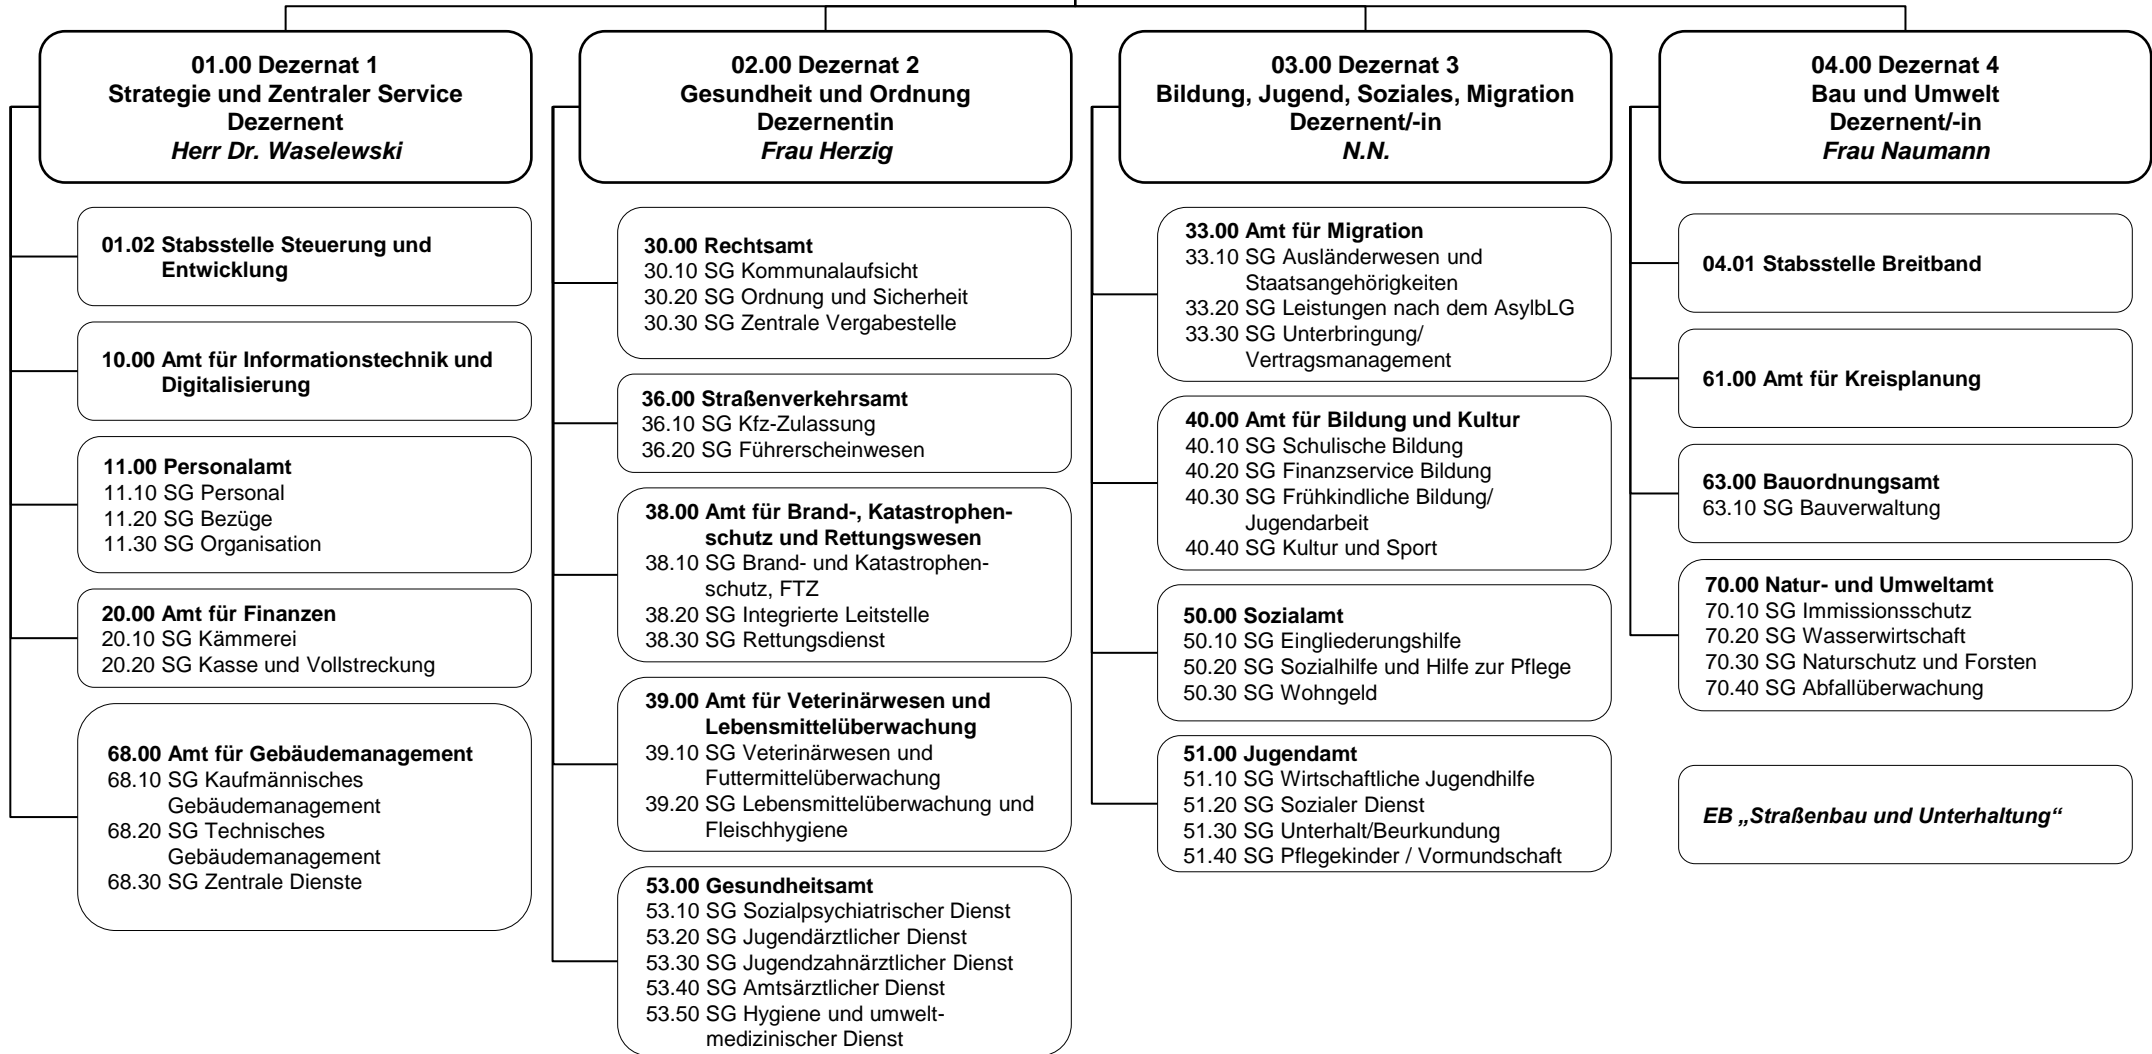 01.00 Dezernat 1
Strategie und Zentraler Service
Dezernent
Herr Dr. Waselewski
01.02 Stabsstelle Steuerung und
Entwicklung
10.00 Amt für Informationstechnik und
Digitalisierung
11.00 Personalamt
11.10 SG Personal
11.20 SG Bezüge
11.30 SG Organisation
20.00 Amt für Finanzen
20.10 SG Kämmerei
20.20 SG Kasse und Vollstreckung
68.00 Amt für Gebäudemanagement
68.10 SG Kaufmännisches
Gebäudemanagement
68.20 SG Technisches
Gebäudemanagement
68.30 SG Zentrale Dienste
02.00 Dezernat 2
Gesundheit und Ordnung
Dezernentin
Frau Herzig
30.00 Rechtsamt
30.10 SG Kommunalaufsicht
30.20 SG Ordnung und Sicherheit
30.30 SG Zentrale Vergabestelle
36.00 Straßenverkehrsamt
36.10 SG Kfz-Zulassung
36.20 SG Führerscheinwesen
38.00 Amt für Brand-, Katastrophen-
schutz und Rettungswesen
38.10 SG Brand- und Katastrophen-
schutz, FTZ
38.20 SG Integrierte Leitstelle
38.30 SG Rettungsdienst
39.00 Amt für Veterinärwesen und
Lebensmittelüberwachung
39.10 SG Veterinärwesen und
Futtermittelüberwachung
39.20 SG Lebensmittelüberwachung und
Fleischhygiene
53.00 Gesundheitsamt
53.10 SG Sozialpsychiatrischer Dienst
53.20 SG Jugendärztlicher Dienst
53.30 SG Jugendzahnärztlicher Dienst
53.40 SG Amtsärztlicher Dienst
53.50 SG Hygiene und umwelt-
medizinischer Dienst
03.00 Dezernat 3
Bildung, Jugend, Soziales, Migration
Dezernent/-in
N.N.
33.00 Amt für Migration
33.10 SG Ausländerwesen und
Staatsangehörigkeiten
33.20 SG Leistungen nach dem AsylbLG
33.30 SG Unterbringung/
Vertragsmanagement
40.00 Amt für Bildung und Kultur
40.10 SG Schulische Bildung
40.20 SG Finanzservice Bildung
40.30 SG Frühkindliche Bildung/
Jugendarbeit
40.40 SG Kultur und Sport
50.00 Sozialamt
50.10 SG Eingliederungshilfe
50.20 SG Sozialhilfe und Hilfe zur Pflege
50.30 SG Wohngeld
51.00 Jugendamt
51.10 SG Wirtschaftliche Jugendhilfe
51.20 SG Sozialer Dienst
51.30 SG Unterhalt/Beurkundung
51.40 SG Pflegekinder / Vormundschaft
04.00 Dezernat 4
Bau und Umwelt
Dezernent/-in
Frau Naumann
04.01 Stabsstelle Breitband
61.00 Amt für Kreisplanung
63.00 Bauordnungsamt
63.10 SG Bauverwaltung
70.00 Natur- und Umweltamt
70.10 SG Immissionsschutz
70.20 SG Wasserwirtschaft
70.30 SG Naturschutz und Forsten
70.40 SG Abfallüberwachung
EB „Straßenbau und Unterhaltung“